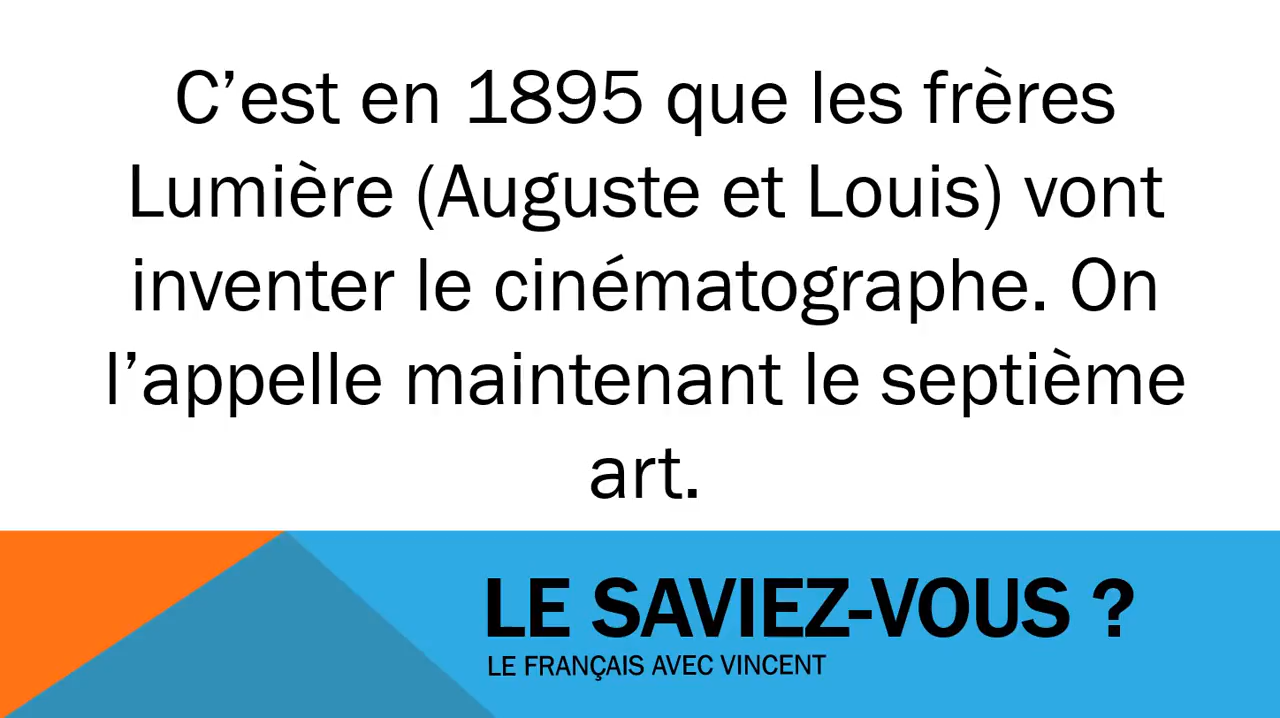 C’est en 1895 que les frères
Lumière (Auguste et Louis) vont
inventer le cinématographe. On
l’appelle maintenant le septième
art.
LE SAVIEZ-VOUS ?
LE FRANÇAIS AVEC VINCENT